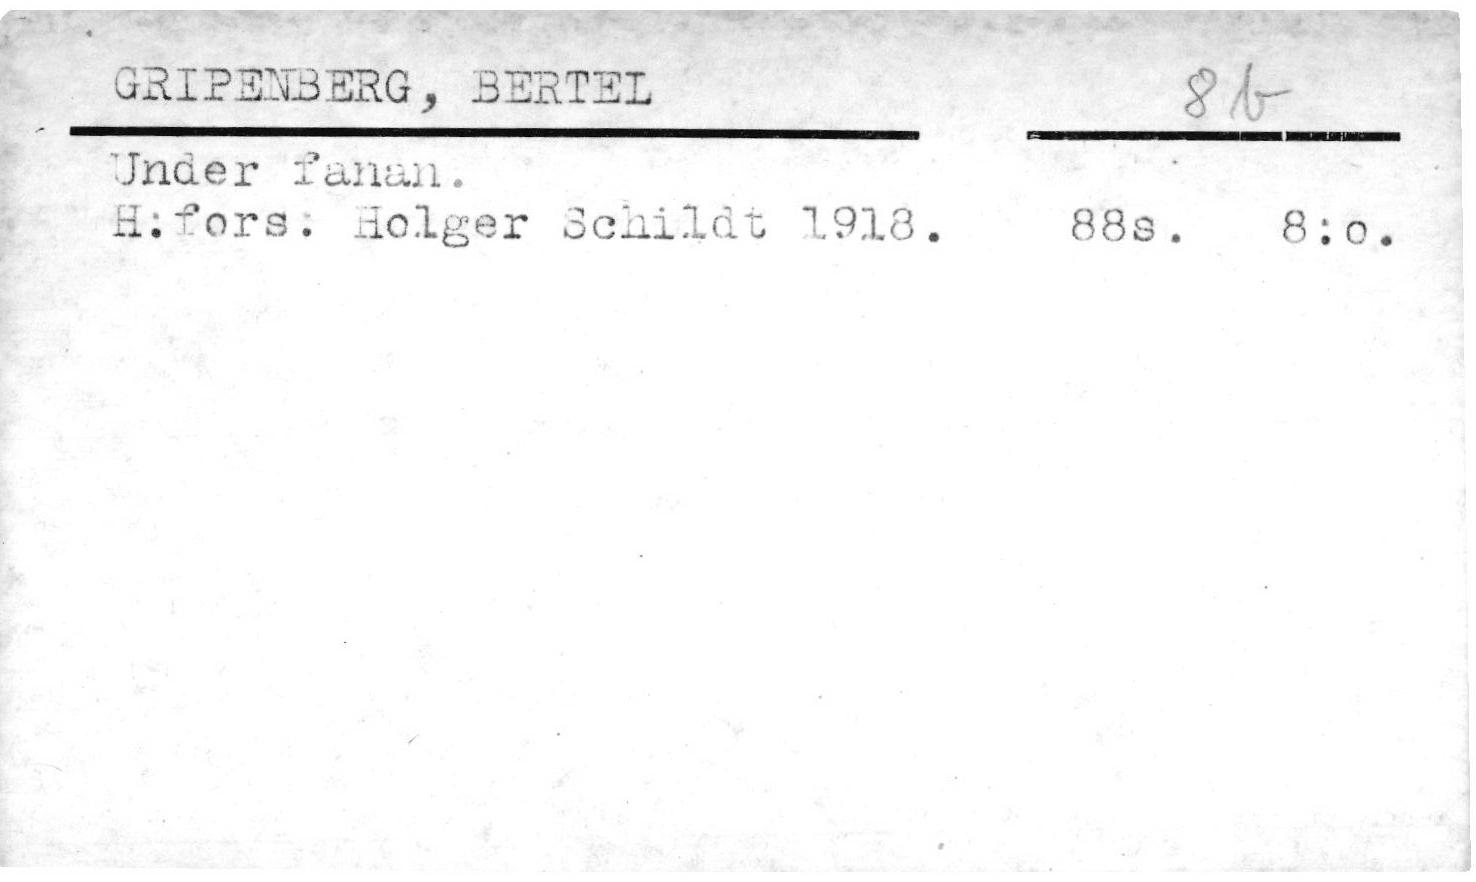 GRIPENBERG, BERTEL 8b
Under fanan.
H:fors: Holger Schildt 1918. 88s. 8:o.